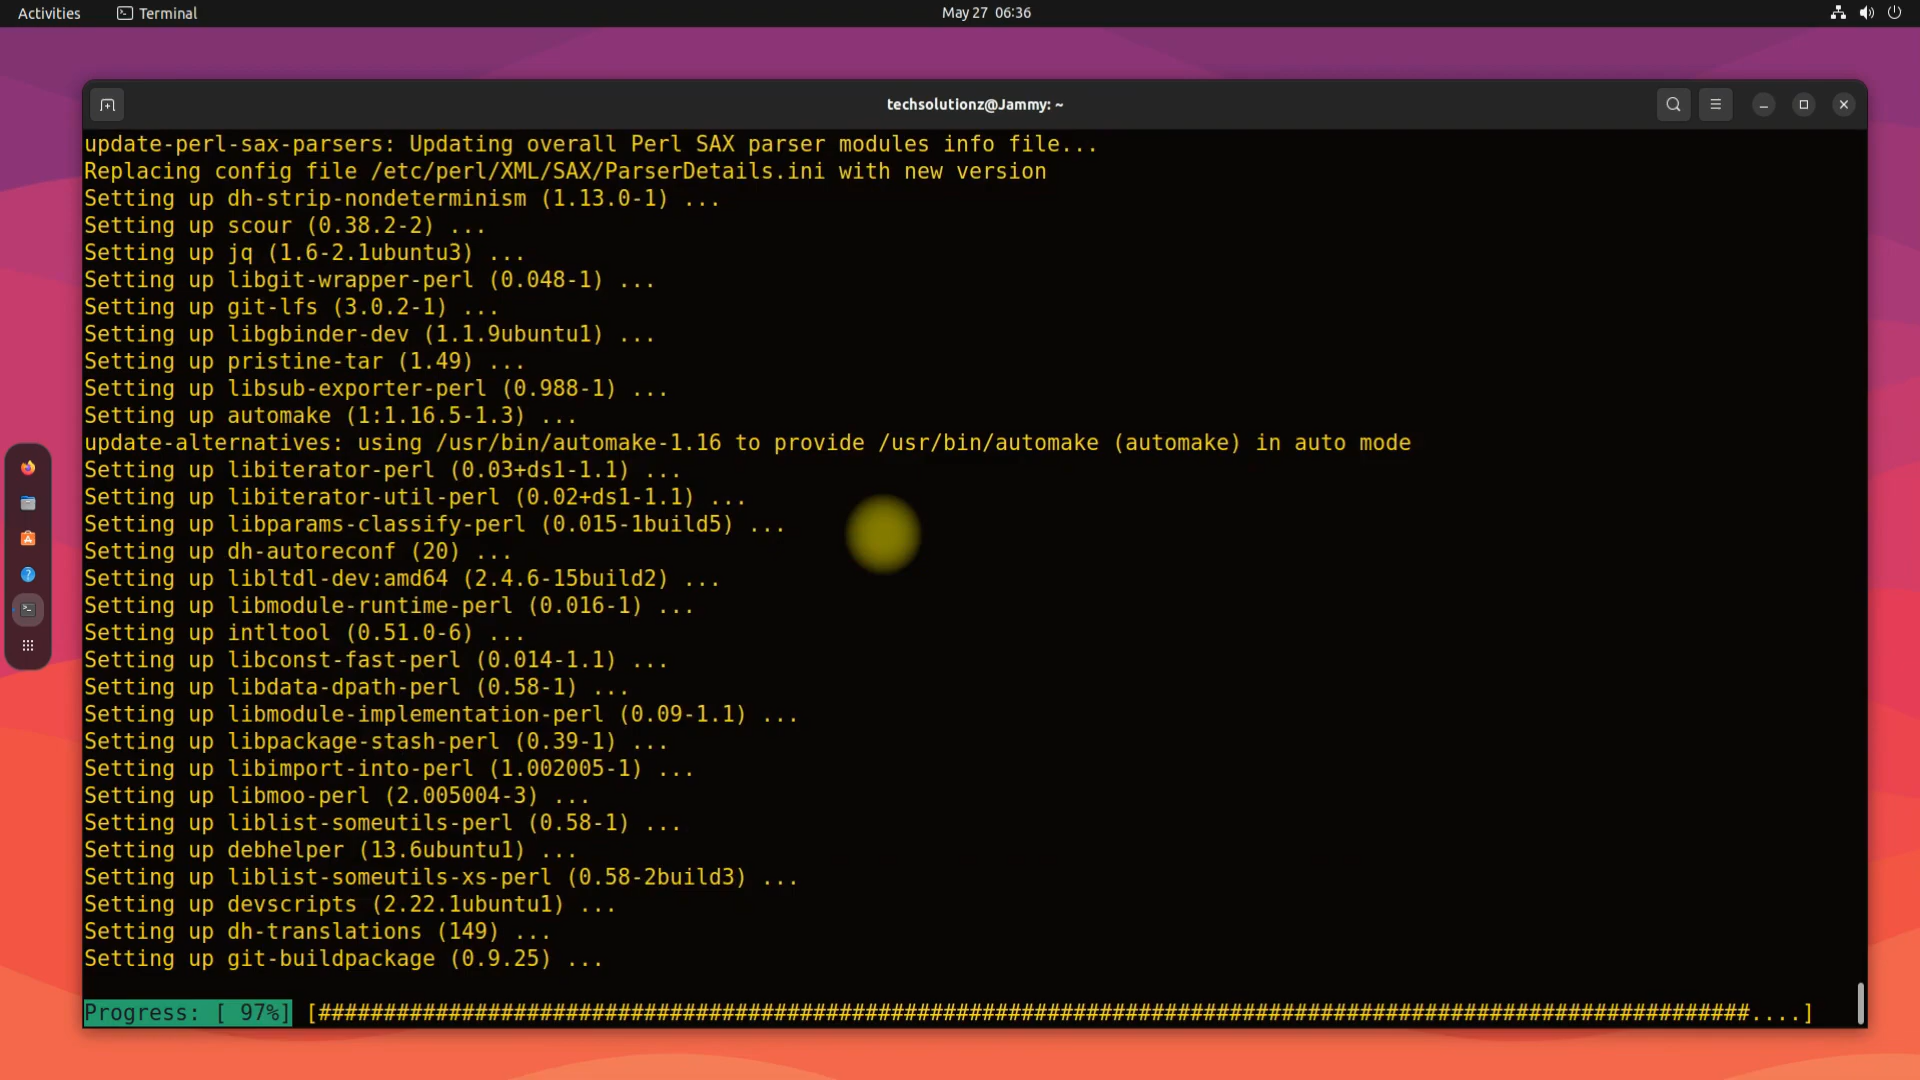 Activities Terminal May 27 06:36
techsolutionz@Jammy: ~
update-perl-sax-parsers: Updating overall Perl SAX parser modules info file...
Replacing config file /etc/perl/XML/SAX/ParserDetails.ini with new version
Setting up dh-strip-nondeterminism (1.13.0-1) ...
Setting up scour (0.38.2-2) ...
Setting up jq (1.6-2.1ubuntu3) ...
Setting up libgit-wrapper-perl (0.048-1) ...
Setting up git-lfs (3.0.2-1) ...
Setting up libgbinder-dev (1.1.9ubuntu1) ...
Setting up pristine-tar (1.49) ...
Setting up libsub-exporter-perl (0.988-1) ...
Setting up automake (1:1.16.5-1.3) ...
update-alternatives: using /usr/bin/automake-1.16 to provide /usr/bin/automake (automake) in auto mode
Setting up libiterator-perl (0.03+ds1-1.1) ...
Setting up libiterator-util-perl (0.02+ds1-1.1) ...
Setting up libparams-classify-perl (0.015-1build5) ...
Setting up dh-autoreconf (20) ...
Setting up libltdl-dev:amd64 (2.4.6-15build2) ...
Setting up libmodule-runtime-perl (0.016-1) ...
Setting up intltool (0.51.0-6) ...
Setting up libconst-fast-perl (0.014-1.1) ...
Setting up libdata-dpath-perl (0.58-1) ...
Setting up libmodule-implementation-perl (0.09-1.1) ...
Setting up libpackage-stash-perl (0.39-1) ...
Setting up libimport-into-perl (1.002005-1) ...
Setting up libmoo-perl (2.005004-3) ...
Setting up liblist-someutils-perl (0.58-1) ...
Setting up debhelper (13.6ubuntu1) ...
Setting up liblist-someutils-xs-perl (0.58-2build3) ...
Setting up devscripts (2.22.1ubuntu1) ...
Setting up dh-translations (149) ...
Setting up git-buildpackage (0.9.25) ...
Progress: [ 97%] [##############################################################################################################....]